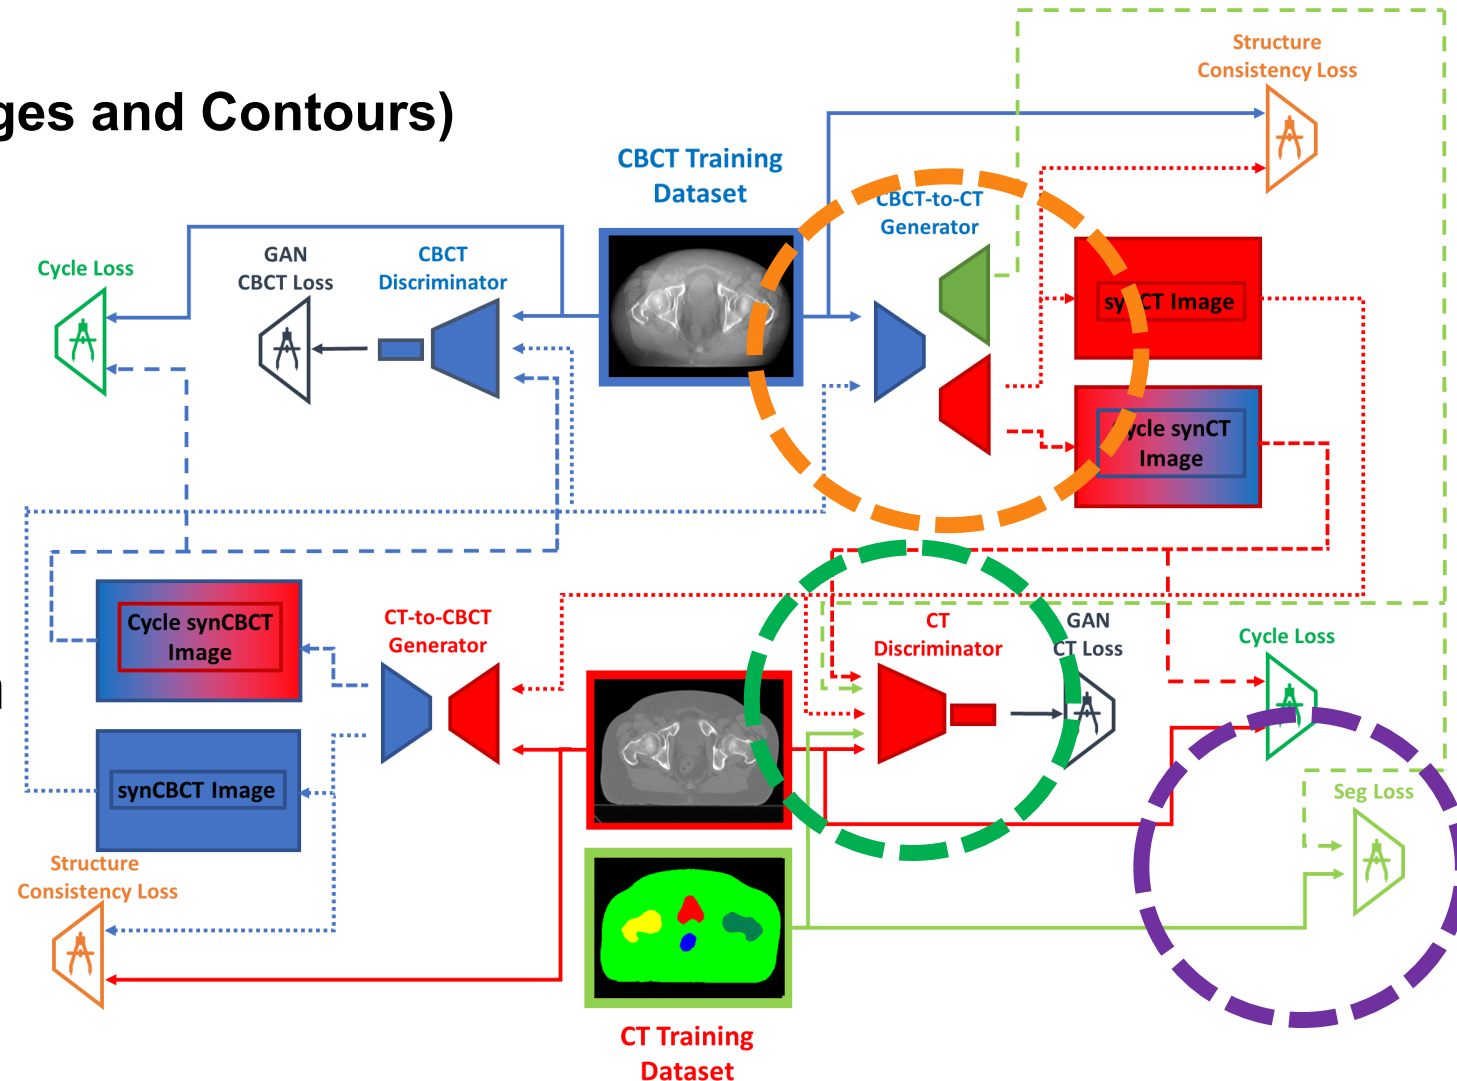 ges and Contours)
Structure
Consistency Loss
CBCT Training
Dataset
CBCT-to-CT
Generator
Cycle Loss
GAN
CBCT Loss
CBCT
Discriminator
synCT Image
Cycle synCT
Image
Cycle synCBCT
Image
CT-to-CBCT
Generator
CT
Discriminator
GAN
CT Loss
Cycle Loss
n
synCBCT Image
Seg Loss
Structure
Consistency Loss
CT Training
Dataset